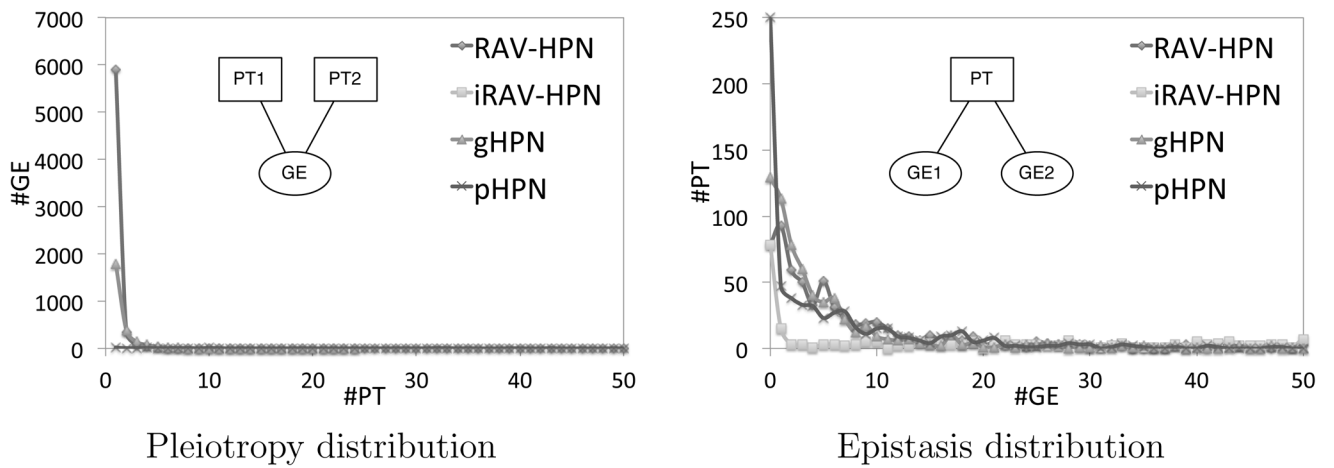 7000
6000
5000
4000
3000
2000
1000
0
#GE
0 10 20 30 40 50
#PT
PT1 PT2
GE
RAV-HPN
iRAV-HPN
gHPN
pHPN
Pleiotropy distribution
250
200
150
100
50
0
#PT
0 10 20 30 40 50
#GE
PT
GE1 GE2
RAV-HPN
iRAV-HPN
gHPN
pHPN
Epistasis distribution